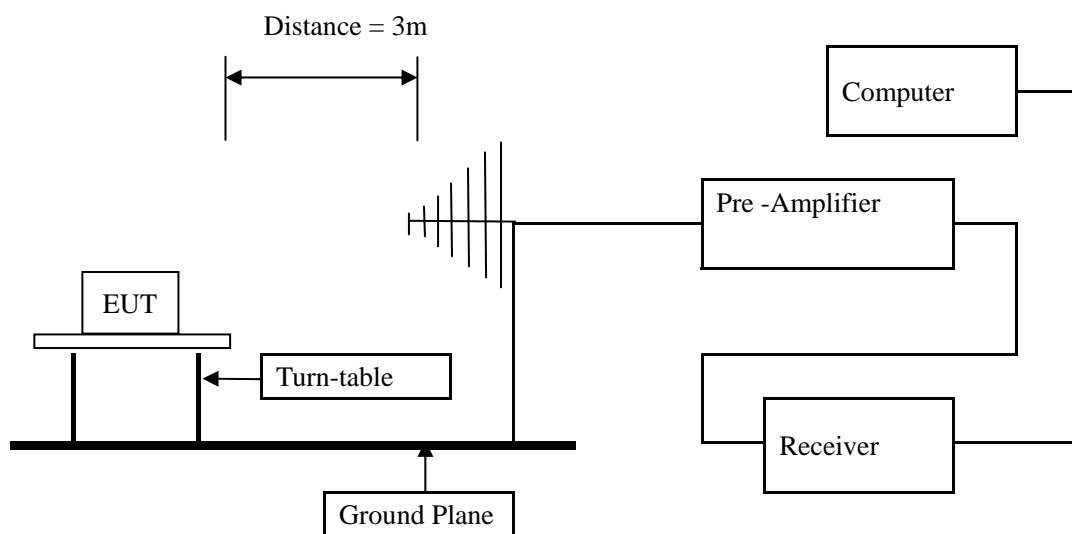 Distance = 3m
Computer
Pre -Amplifier
EUT
Turn-table
Receiver
Ground Plane